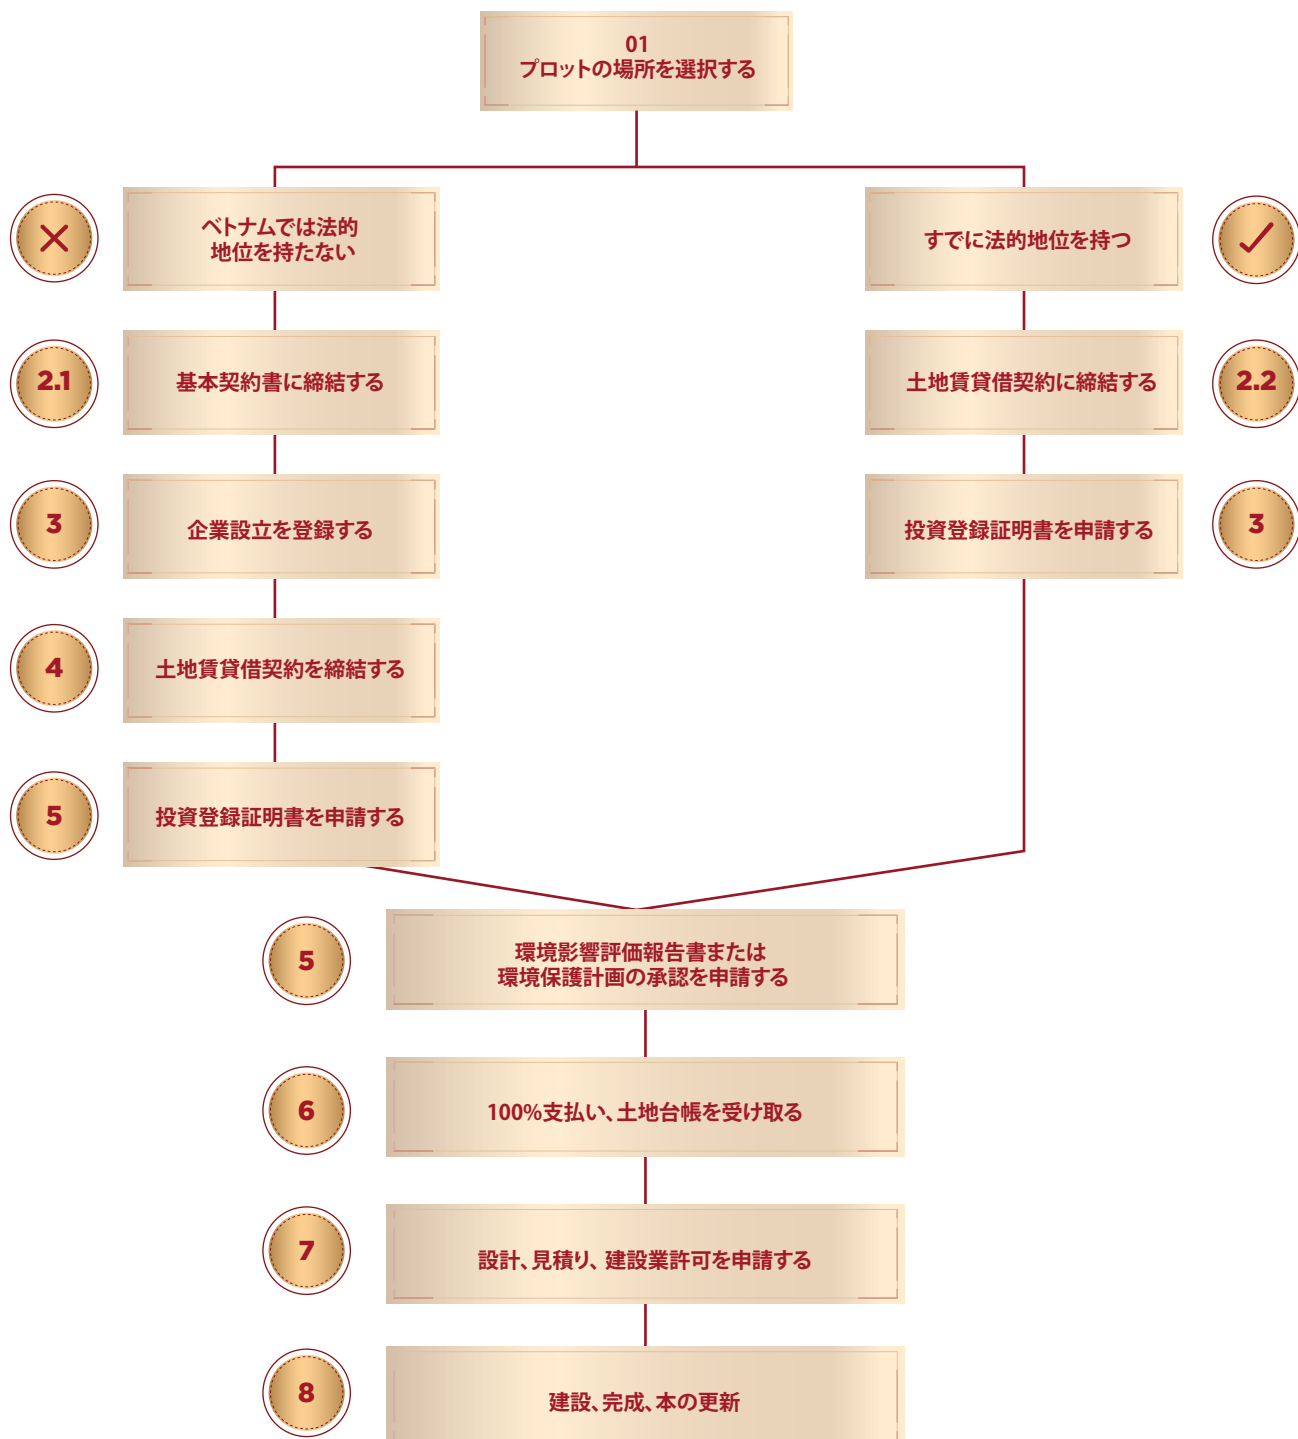 01
プロットの場所を選択する
ベトナムでは法的
地位を持たない
すでに法的地位を持つ
2.1
基本契約書に締結する
土地賃貸借契約に締結する
2.2
3
企業設立を登録する
投資登録証明書を申請する
3
4
土地賃貸借契約を締結する
5
投資登録証明書を申請する
5
環境影響評価報告書または
環境保護計画の承認を申請する
6
100%支払い、土地台帳を受け取る
7
設計、見積り、建設業許可を申請する
8
建設、完成、本の更新